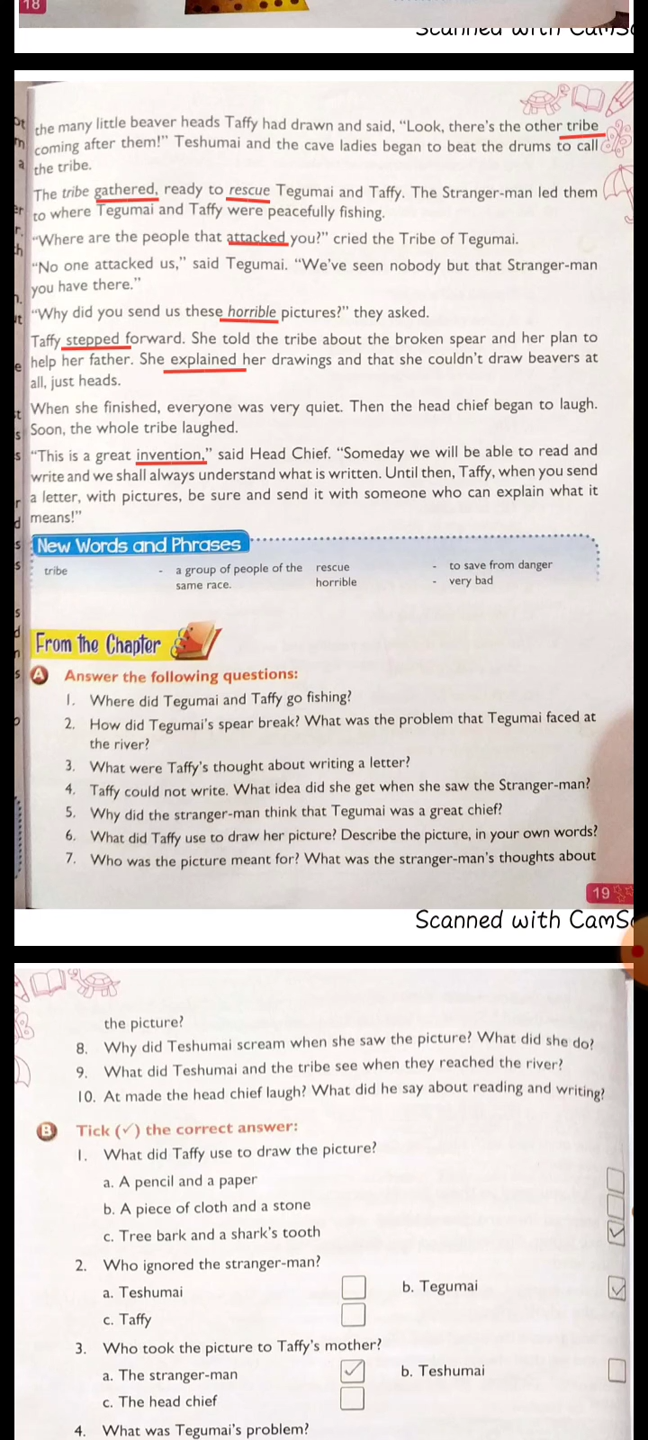 18
Scanned with CamSc
the many little beaver heads Taffy had drawn and said, “Look, there's the other tribe
coming after them!” Teshumai and the cave ladies began to beat the drums to call
the tribe.
The tribe gathered, ready to rescue Tegumai and Taffy. The Stranger-man led them
to where Tegumai and Taffy were peacefully fishing.
“Where are the people that attacked you?” cried the Tribe of Tegumai.
“No one attacked us,” said Tegumai. “We've seen nobody but that Stranger-man
you have there.”
“Why did you send us these horrible pictures?” they asked.
Taffy stepped forward. She told the tribe about the broken spear and her plan to
help her father. She explained her drawings and that she couldn't draw beavers at
all, just heads.
When she finished, everyone was very quiet. Then the head chief began to laugh.
Soon, the whole tribe laughed.
“This is a great invention,” said Head Chief. “Someday we will be able to read and
write and we shall always understand what is written. Until then, Taffy, when you send
a letter, with pictures, be sure and send it with someone who can explain what it
means!”
New Words and Phrases
tribe - a group of people of the rescue - to save from danger
same race. horrible - very bad
From the Chapter
A Answer the following questions:
1. Where did Tegumai and Taffy go fishing?
2. How did Tegumai's spear break? What was the problem that Tegumai faced at
the river?
3. What were Taffy's thought about writing a letter?
4. Taffy could not write. What idea did she get when she saw the Stranger-man?
5. Why did the stranger-man think that Tegumai was a great chief?
6. What did Taffy use to draw her picture? Describe the picture, in your own words?
7. Who was the picture meant for? What was the stranger-man's thoughts about
19
Scanned with CamSc
the picture?
8. Why did Teshumai scream when she saw the picture? What did she do?
9. What did Teshumai and the tribe see when they reached the river?
10. At made the head chief laugh? What did he say about reading and writing?
B Tick (✓) the correct answer:
1. What did Taffy use to draw the picture?
a. A pencil and a paper
b. A piece of cloth and a stone
c. Tree bark and a shark's tooth ✓
2. Who ignored the stranger-man?
a. Teshumai b. Tegumai ✓
c. Taffy
3. Who took the picture to Taffy's mother?
a. The stranger-man ✓ b. Teshumai
c. The head chief
4. What was Tegumai's problem?